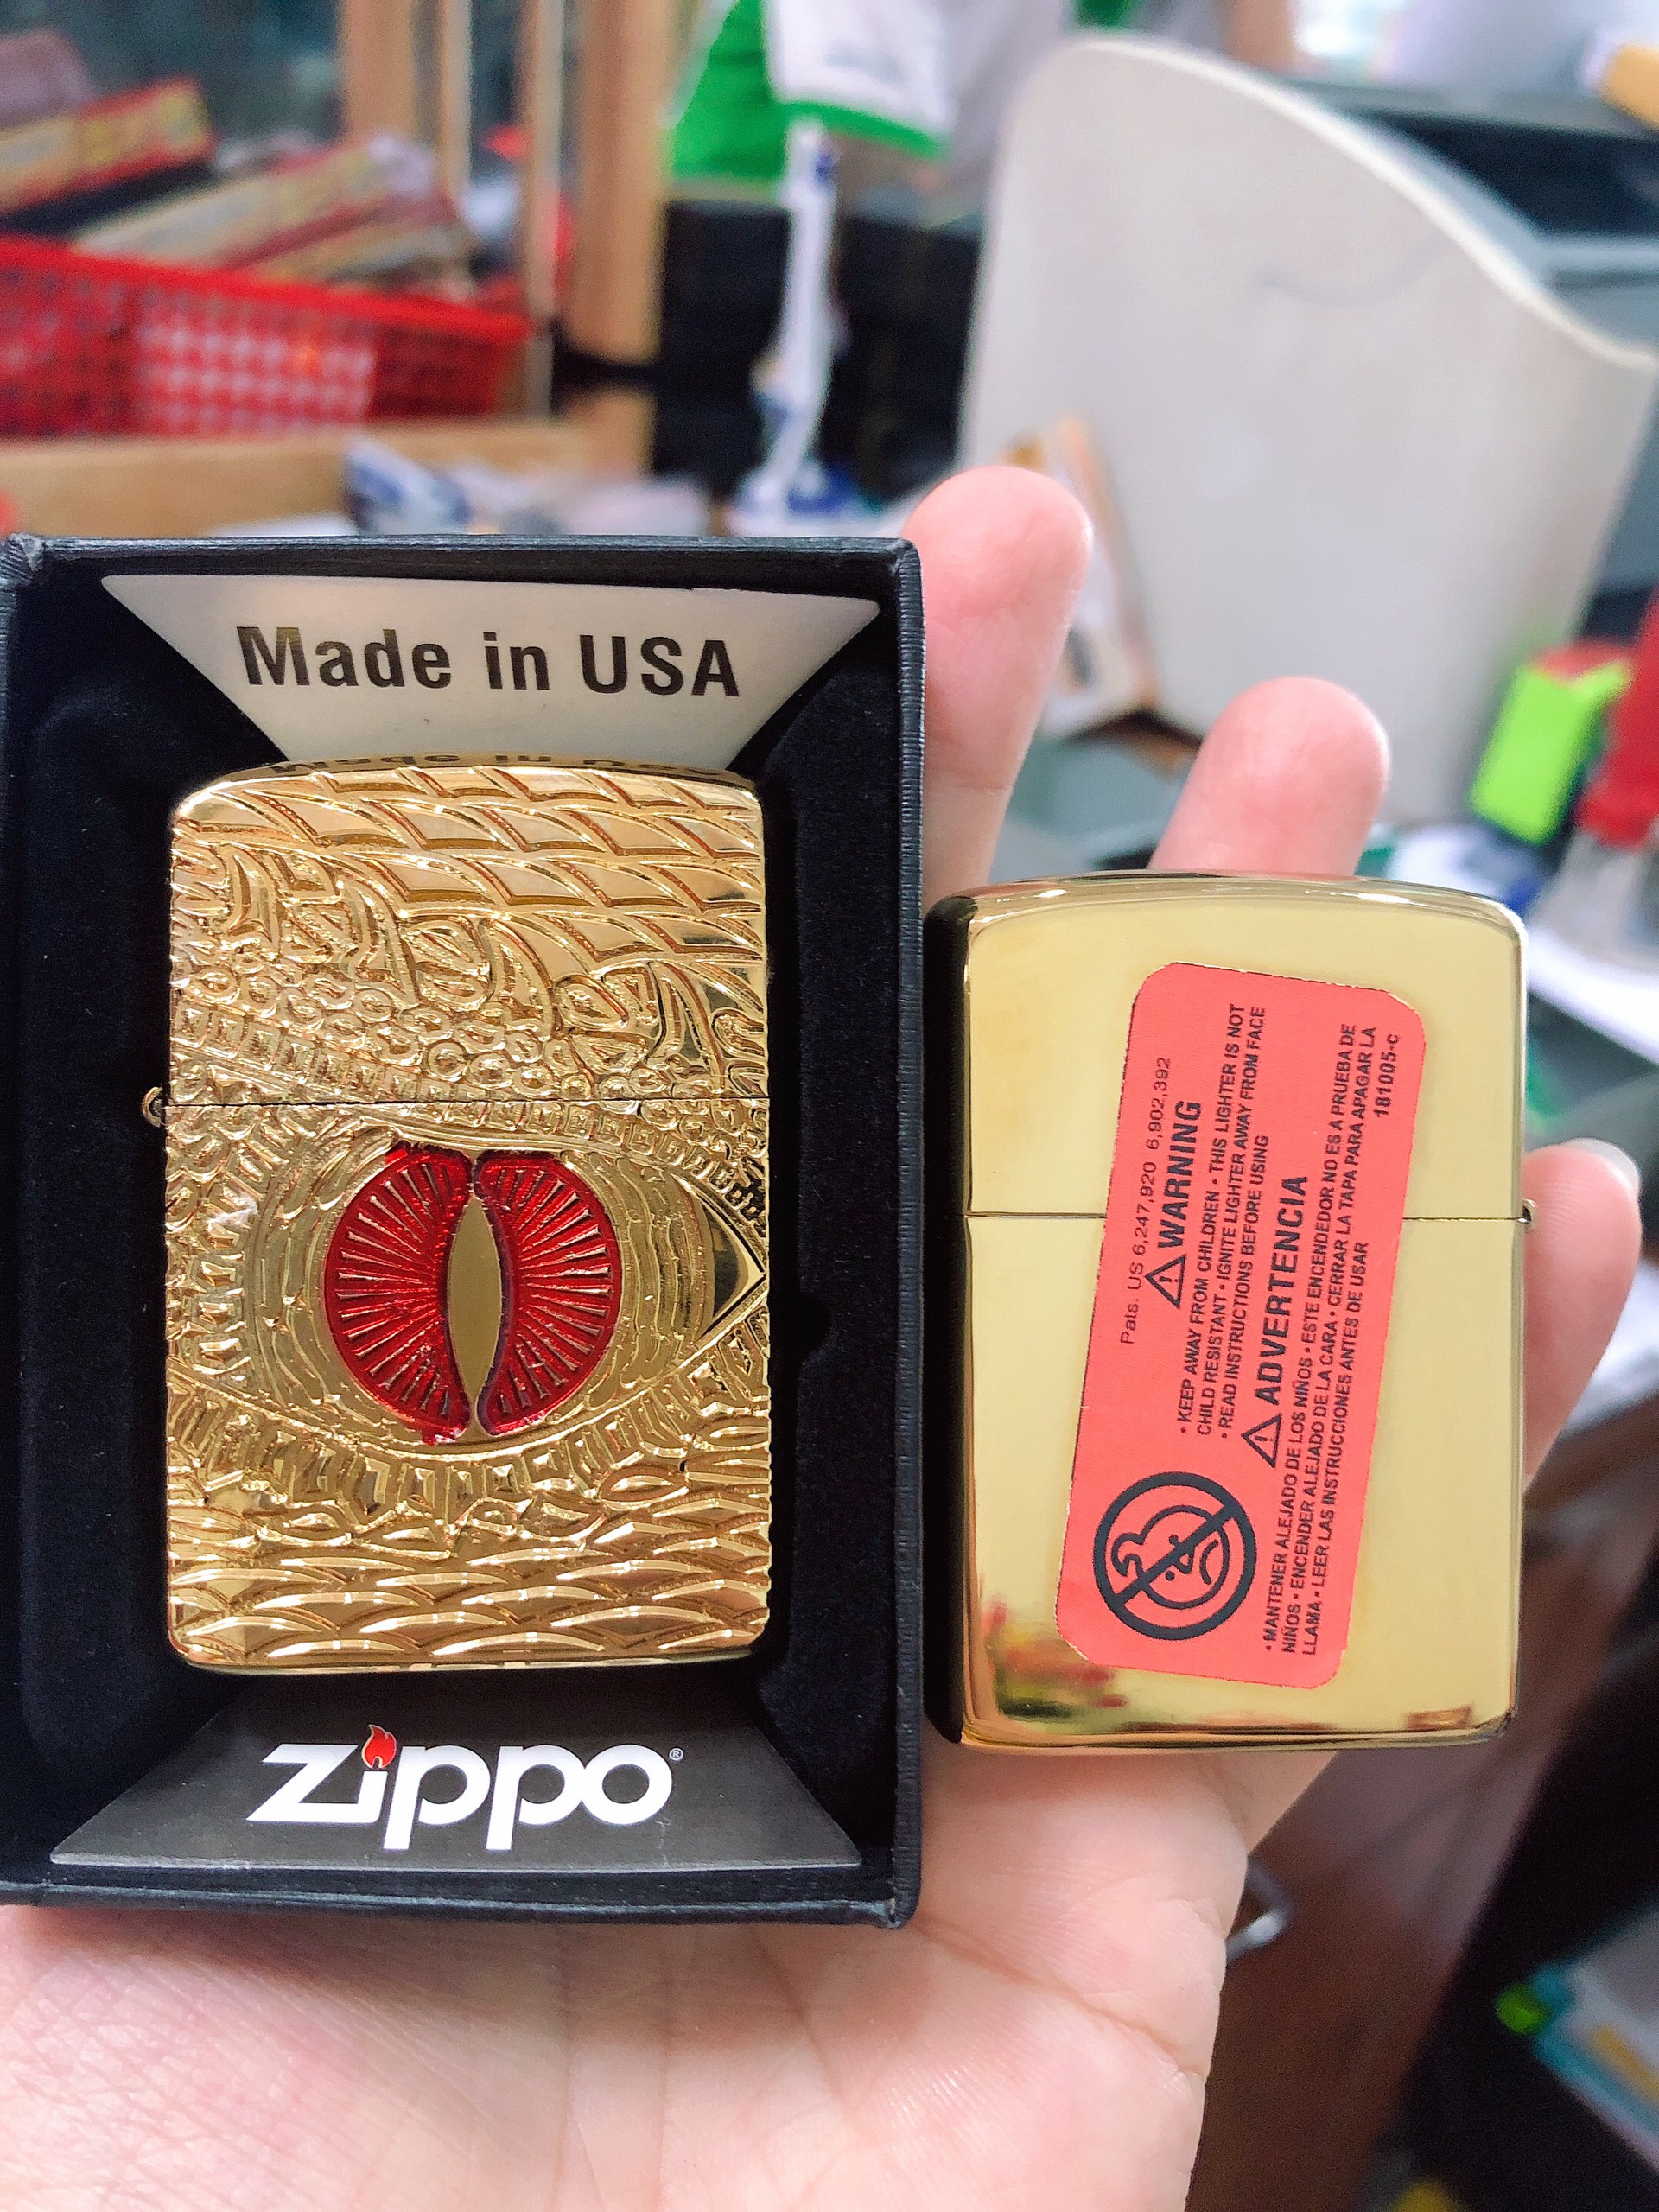 Made in USA
zippo®
Pats. US 6,247,920 6,902,392
⚠WARNING
• KEEP AWAY FROM CHILDREN • THIS LIGHTER IS NOT
CHILD RESISTANT • IGNITE LIGHTER AWAY FROM FACE
• READ INSTRUCTIONS BEFORE USING
⚠ADVERTENCIA
• MANTENER ALEJADO DE LOS NIÑOS • ESTE ENCENDEDOR NO ES A PRUEBA DE
NIÑOS • ENCENDER ALEJADO DE LA CARA • CERRAR LA TAPA PARA APAGAR LA
LLAMA • LEER LAS INSTRUCCIONES ANTES DE USAR
181005-c